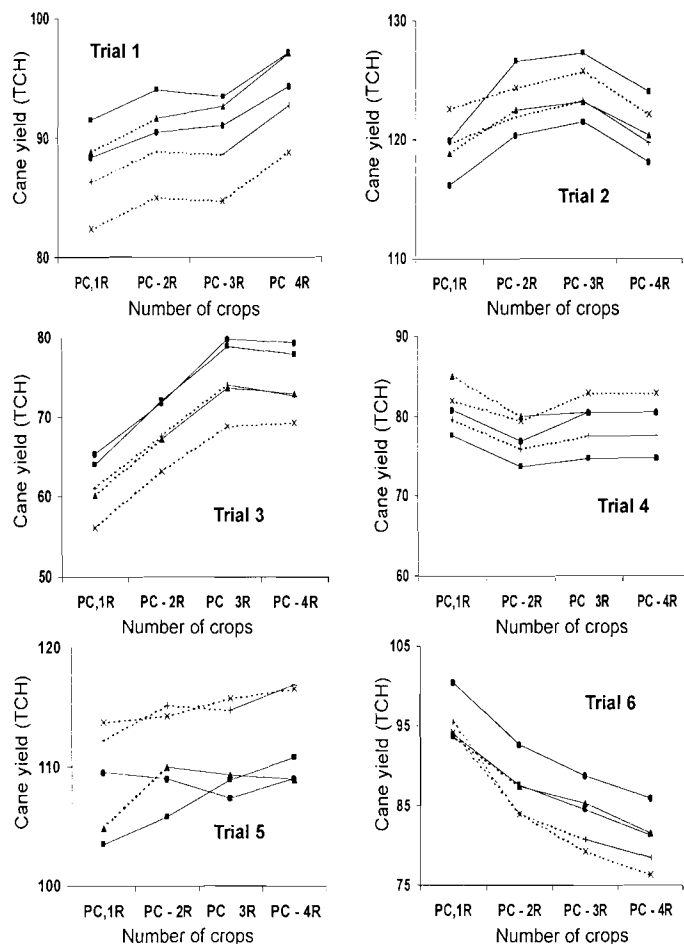 100
90
80
Cane yield (TCH)
Trial 1
PC,1R PC - 2R PC - 3R PC 4R
Number of crops
130
120
110
Cane yield (TCH)
Trial 2
PC,1R PC - 2R PC - 3R PC - 4R
Number of crops
80
70
60
50
Cane yield (TCH)
Trial 3
PC,1R PC - 2R PC 3R PC - 4R
Number of crops
90
80
70
60
Cane yield (TCH)
Trial 4
PC,1R PC - 2R PC 3R PC - 4R
Number of crops
120
110
100
Cane yield (TCH)
Trial 5
PC,1R PC - 2R PC 3R PC - 4R
Number of crops
105
95
85
75
Cane yield (TCH)
Trial 6
PC,1R PC - 2R PC - 3R PC - 4R
Number of crops